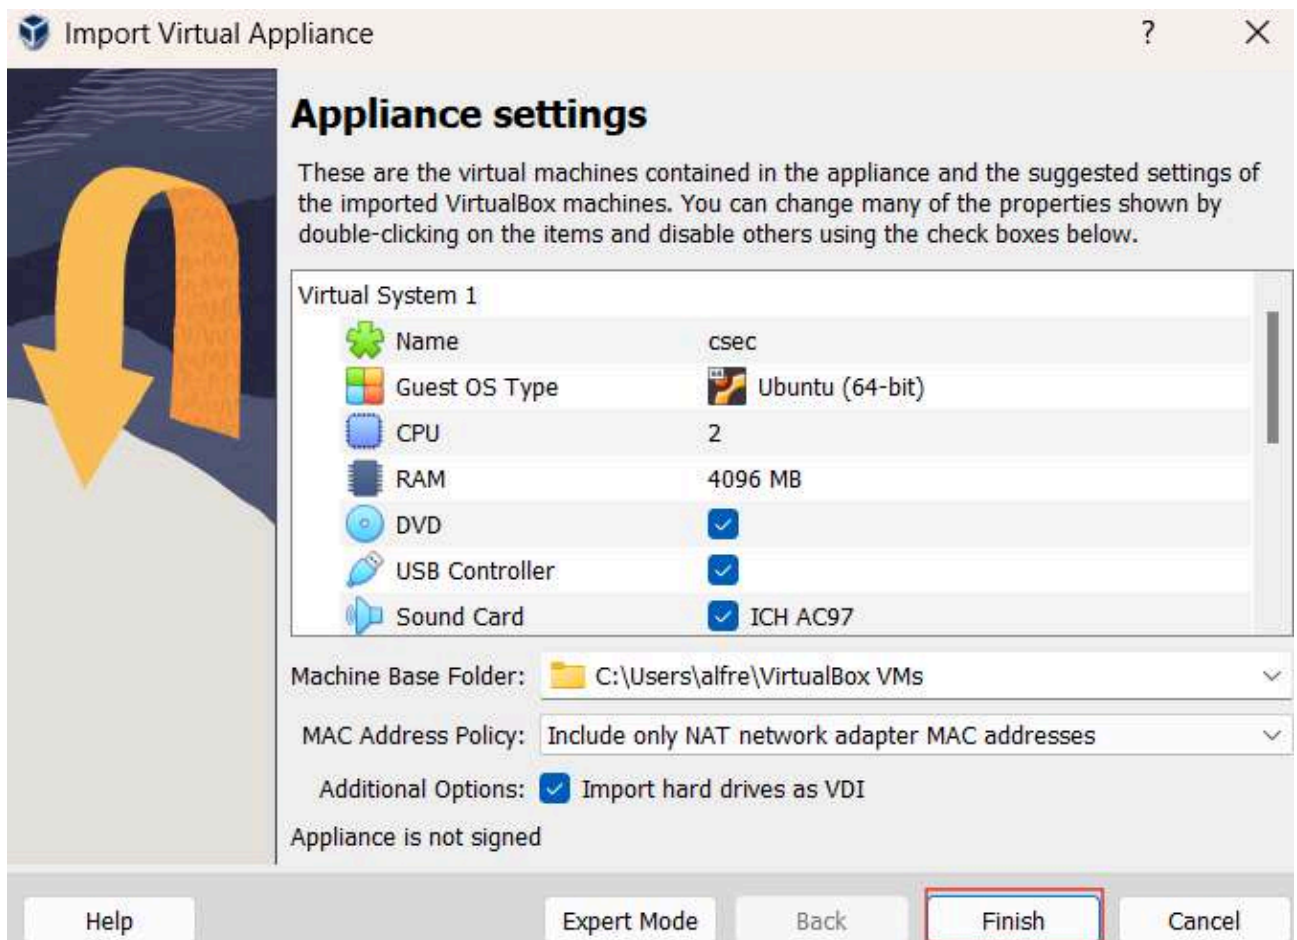 Import Virtual Appliance ?
Appliance settings
These are the virtual machines contained in the appliance and the suggested settings of
the imported VirtualBox machines. You can change many of the properties shown by
double-clicking on the items and disable others using the check boxes below.
Virtual System 1
Name csec
Guest OS Type Ubuntu (64-bit)
CPU 2
RAM 4096 MB
DVD
USB Controller
Sound Card ICH AC97
Machine Base Folder: C:\Users\alfre\VirtualBox VMs
MAC Address Policy: Include only NAT network adapter MAC addresses
Additional Options: Import hard drives as VDI
Appliance is not signed
Help Expert Mode Back Finish Cancel